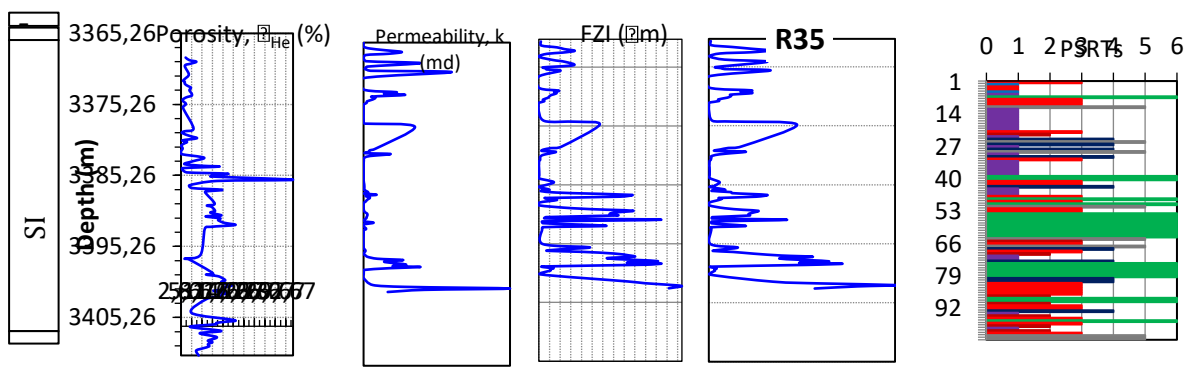 Porosity, He (%)
Permeability, k
(md)
FZI (m)
R35
0 1 2 3 4 5 6
PSRTs
SI
Depth (m)
3365,26
3375,26
3385,26
3395,26
3405,26
1
14
27
40
53
66
79
92